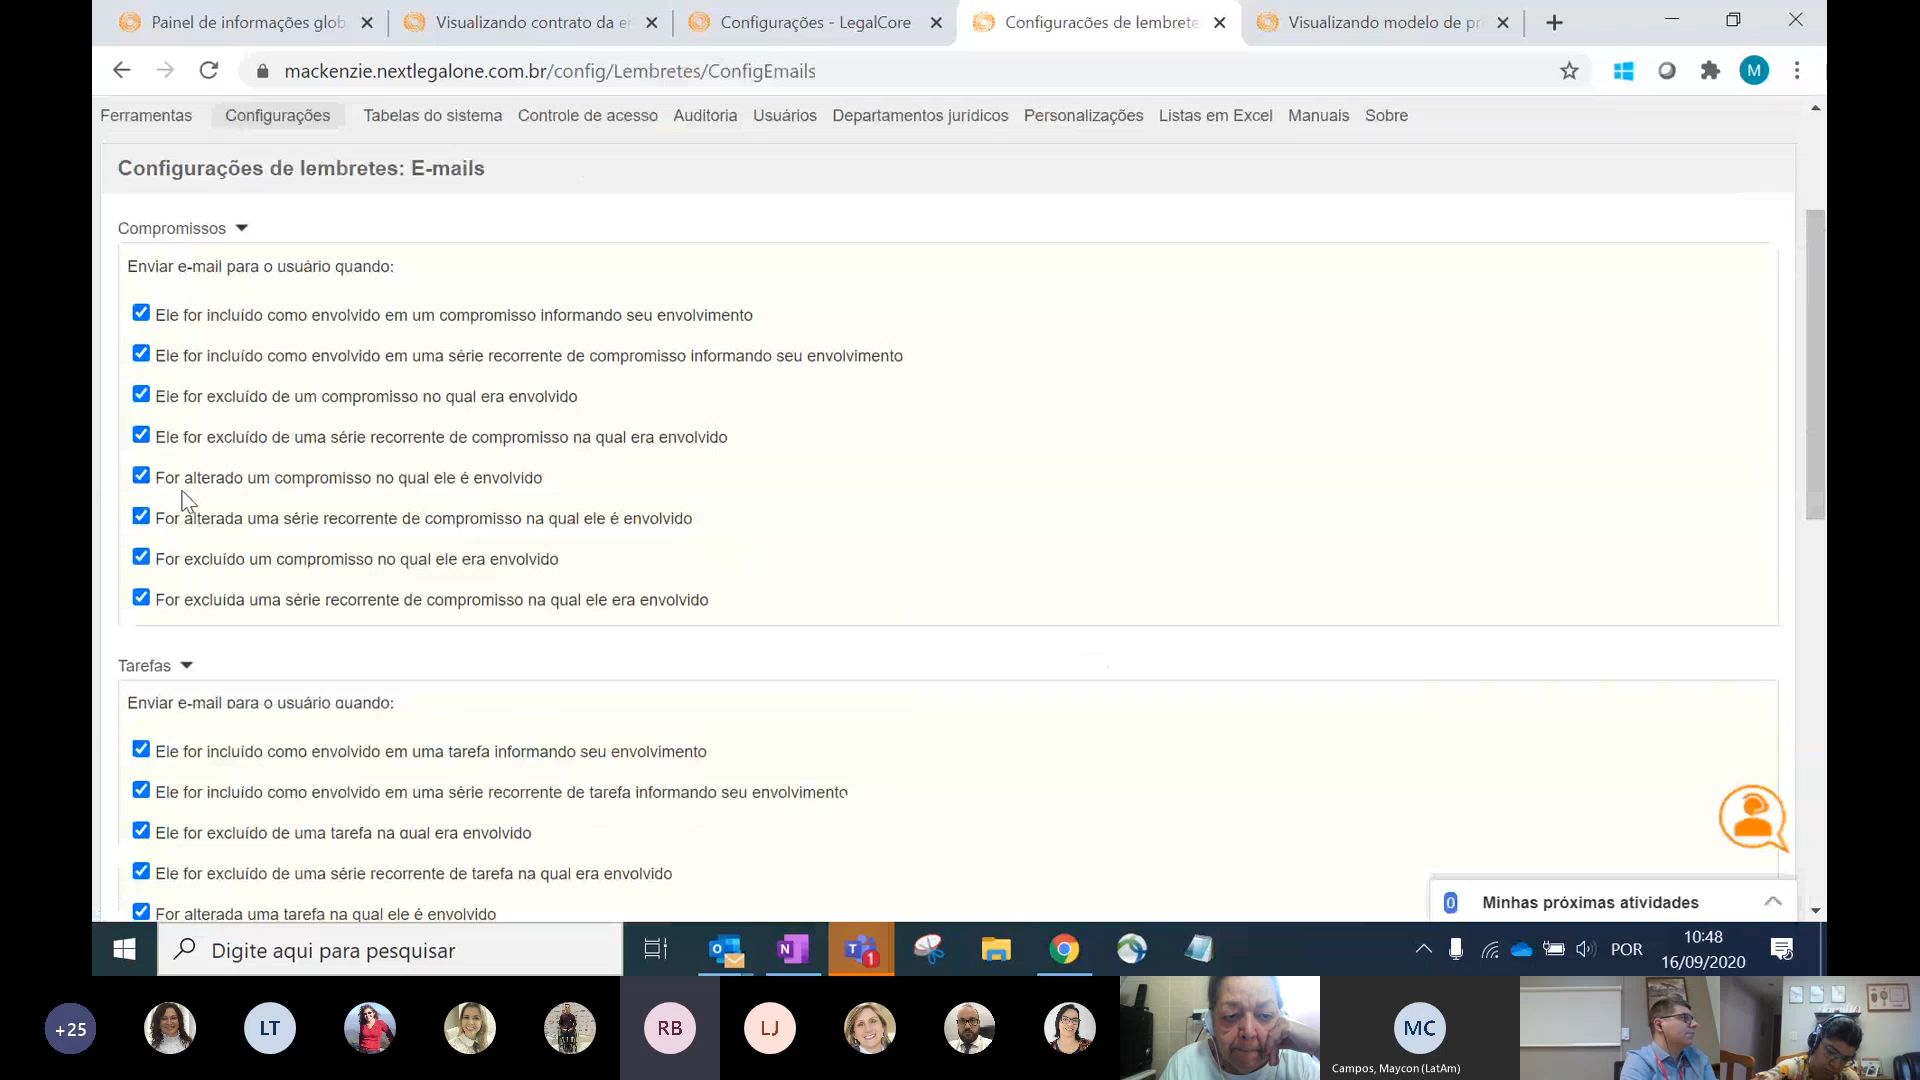 Painel de informações glob
Visualizando contrato da e
Configurações - LegalCore
Configuracões de lembrete
Visualizando modelo de p
mackenzie.nextlegalone.com.br/config/Lembretes/ConfigEmails
M
Ferramentas Configurações Tabelas do sistema Controle de acesso Auditoria Usuários Departamentos jurídicos Personalizações Listas em Excel Manuais Sobre
Configurações de lembretes: E-mails
Compromissos
Enviar e-mail para o usuário quando:
Ele for incluído como envolvido em um compromisso informando seu envolvimento
Ele for incluído como envolvido em uma série recorrente de compromisso informando seu envolvimento
Ele for excluído de um compromisso no qual era envolvido
Ele for excluído de uma série recorrente de compromisso na qual era envolvido
For alterado um compromisso no qual ele é envolvido
For alterada uma série recorrente de compromisso na qual ele é envolvido
For excluído um compromisso no qual ele era envolvido
For excluída uma série recorrente de compromisso na qual ele era envolvido
Tarefas
Enviar e-mail para o usuário quando:
Ele for incluido como envolvido em uma tarefa informando seu envolvimento
Ele for incluido como envolvido em uma série recorrente de tarefa informando seu envolvimento
Ele for excluído de uma tarefa na qual era envolvido
Ele for excluído de uma série recorrente de tarefa na qual era envolvido
For alterada uma tarefa na qual ele é envolvido
0 Minhas próximas atividades
Digite aqui para pesquisar
1
POR
10:48
16/09/2020
+25
LT
RB
LJ
MC
Campos, Maycon (LatAm)